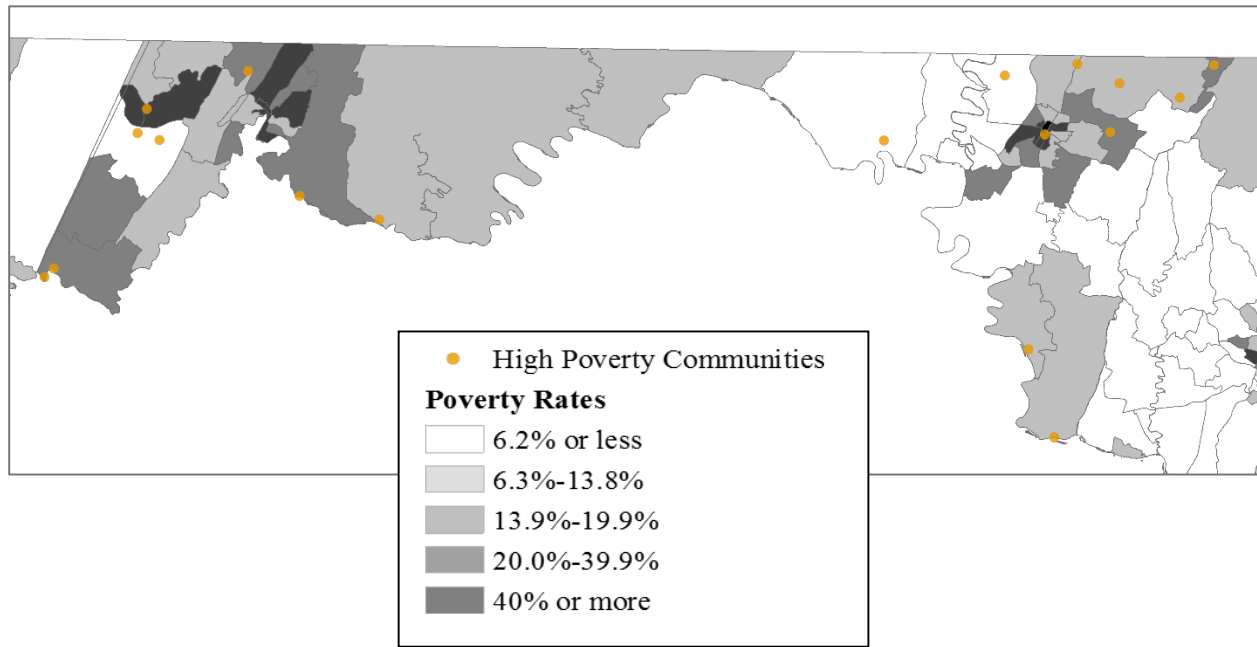 High Poverty Communities
Poverty Rates
6.2% or less
6.3%-13.8%
13.9%-19.9%
20.0%-39.9%
40% or more